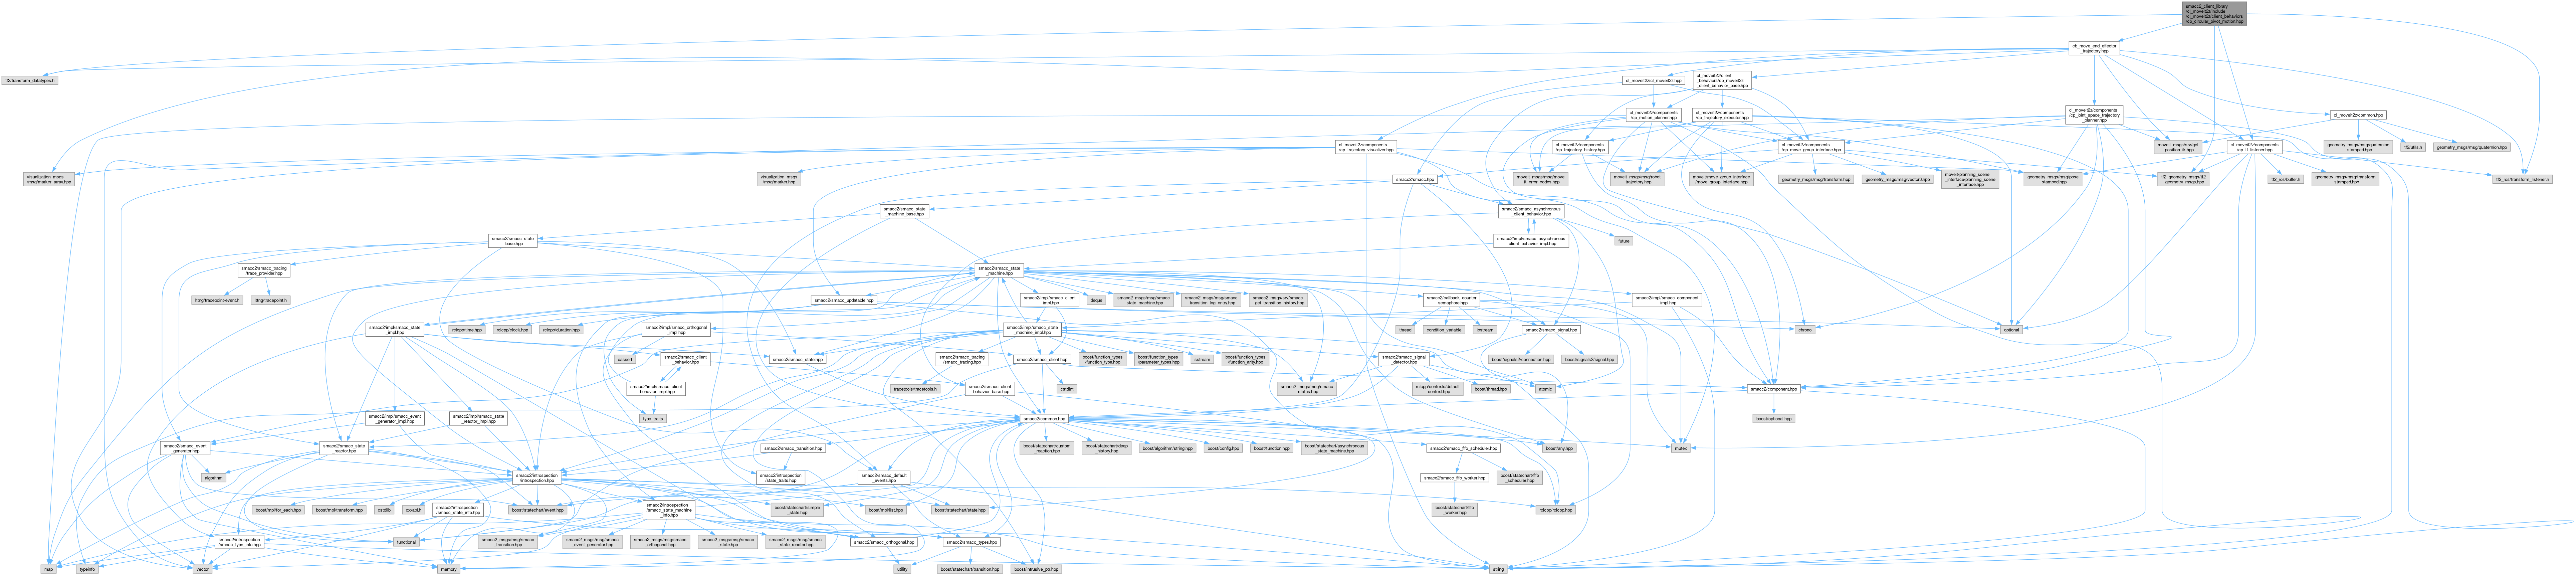 smacc2_client_library
/cl_moveit2z/include
/cl_moveit2z/client_behaviors
/cb_circular_pivot_motion.hpp
cb_move_end_effector
_trajectory.hpp
tf2/transform_datatypes.h
cl_moveit2z/cl_moveit2z.hpp
cl_moveit2z/client
_behaviors/cb_moveit2z
_client_behavior_base.hpp
cl_moveit2z/components
/cp_motion_planner.hpp
cl_moveit2z/components
/cp_trajectory_executor.hpp
cl_moveit2z/components
/cp_joint_space_trajectory
_planner.hpp
cl_moveit2z/common.hpp
cl_moveit2z/components
/cp_trajectory_visualizer.hpp
cl_moveit2z/components
/cp_trajectory_history.hpp
cl_moveit2z/components
/cp_move_group_interface.hpp
moveit_msgs/srv/get
_position_ik.hpp
cl_moveit2z/components
/cp_tf_listener.hpp
geometry_msgs/msg/quaternion
_stamped.hpp
tf2/utils.h
geometry_msgs/msg/quaternion.hpp
visualization_msgs
/msg/marker_array.hpp
visualization_msgs
/msg/marker.hpp
smacc2/smacc.hpp
moveit_msgs/msg/move
_it_error_codes.hpp
moveit_msgs/msg/robot
_trajectory.hpp
moveit/move_group_interface
/move_group_interface.hpp
geometry_msgs/msg/transform.hpp
geometry_msgs/msg/vector3.hpp
moveit/planning_scene
_interface/planning_scene
_interface.hpp
geometry_msgs/msg/pose
_stamped.hpp
tf2_geometry_msgs/tf2
_geometry_msgs.hpp
tf2_ros/buffer.h
geometry_msgs/msg/transform
_stamped.hpp
tf2_ros/transform_listener.h
smacc2/smacc_state
_machine_base.hpp
smacc2/smacc_asynchronous
_client_behavior.hpp
smacc2/smacc_state
_base.hpp
smacc2/impl/smacc_asynchronous
_client_behavior_impl.hpp
future
smacc2/smacc_tracing
/trace_provider.hpp
smacc2/smacc_state
_machine.hpp
lttng/tracepoint-event.h
lttng/tracepoint.h
smacc2/smacc_updatable.hpp
smacc2/impl/smacc_client
_impl.hpp
deque
smacc2_msgs/msg/smacc
_state_machine.hpp
smacc2_msgs/msg/smacc
_transition_log_entry.hpp
smacc2_msgs/srv/smacc
_get_transition_history.hpp
smacc2/callback_counter
_semaphore.hpp
smacc2/impl/smacc_component
_impl.hpp
smacc2/impl/smacc_state
_impl.hpp
rclcpp/time.hpp
rclcpp/clock.hpp
rclcpp/duration.hpp
smacc2/impl/smacc_orthogonal
_impl.hpp
smacc2/impl/smacc_state
_machine_impl.hpp
thread
condition_variable
iostream
smacc2/smacc_signal.hpp
chrono
optional
cassert
smacc2/smacc_client
_behavior.hpp
smacc2/smacc_state.hpp
smacc2/smacc_tracing
/smacc_tracing.hpp
smacc2/smacc_client.hpp
boost/function_types
/function_type.hpp
boost/function_types
/parameter_types.hpp
sstream
boost/function_types
/function_arity.hpp
smacc2/smacc_signal
_detector.hpp
boost/signals2/connection.hpp
boost/signals2/signal.hpp
smacc2/impl/smacc_client
_behavior_impl.hpp
/tracetools/tracetools.h
smacc2/smacc_client
_behavior_base.hpp
cstdint
smacc2_msgs/msg/smacc
_status.hpp
rclcpp/contexts/default
_context.hpp
boost/thread.hpp
atomic
smacc2/component.hpp
smacc2/impl/smacc_event
_generator_impl.hpp
smacc2/impl/smacc_state
_reactor_impl.hpp
type_traits
smacc2/common.hpp
boost/optional.hpp
smacc2/smacc_event
_generator.hpp
smacc2/smacc_state
_reactor.hpp
smacc2/smacc_transition.hpp
boost/statechart/custom
_reaction.hpp
boost/statechart/deep
_history.hpp
boost/algorithm/string.hpp
boost/config.hpp
boost/function.hpp
boost/statechart/asynchronous
_state_machine.hpp
smacc2/smacc_fifo_scheduler.hpp
boost/any.hpp
mutex
algorithm
smacc2/introspection
/introspection.hpp
smacc2/introspection
/state_traits.hpp
smacc2/smacc_default
_events.hpp
smacc2/smacc_fifo_worker.hpp
boost/statechart/fifo
_scheduler.hpp
boost/mpl/for_each.hpp
boost/mpl/transform.hpp
cstdlib
cxxabi.h
smacc2/introspection
/smacc_state_info.hpp
boost/statechart/event.hpp
smacc2/introspection
/smacc_state_machine
_info.hpp
boost/statechart/simple
_state.hpp
boost/mpl/list.hpp
boost/statechart/state.hpp
boost/statechart/fifo
_worker.hpp
rclcpp/rclcpp.hpp
smacc2/introspection
/smacc_type_info.hpp
functional
smacc2_msgs/msg/smacc
_transition.hpp
smacc2_msgs/msg/smacc
_event_generator.hpp
smacc2_msgs/msg/smacc
_orthogonal.hpp
smacc2_msgs/msg/smacc
_state.hpp
smacc2_msgs/msg/smacc
_state_reactor.hpp
smacc2/smacc_orthogonal.hpp
smacc2/smacc_types.hpp
map
typeinfo
vector
memory
utility
boost/statechart/transition.hpp
boost/intrusive_ptr.hpp
string